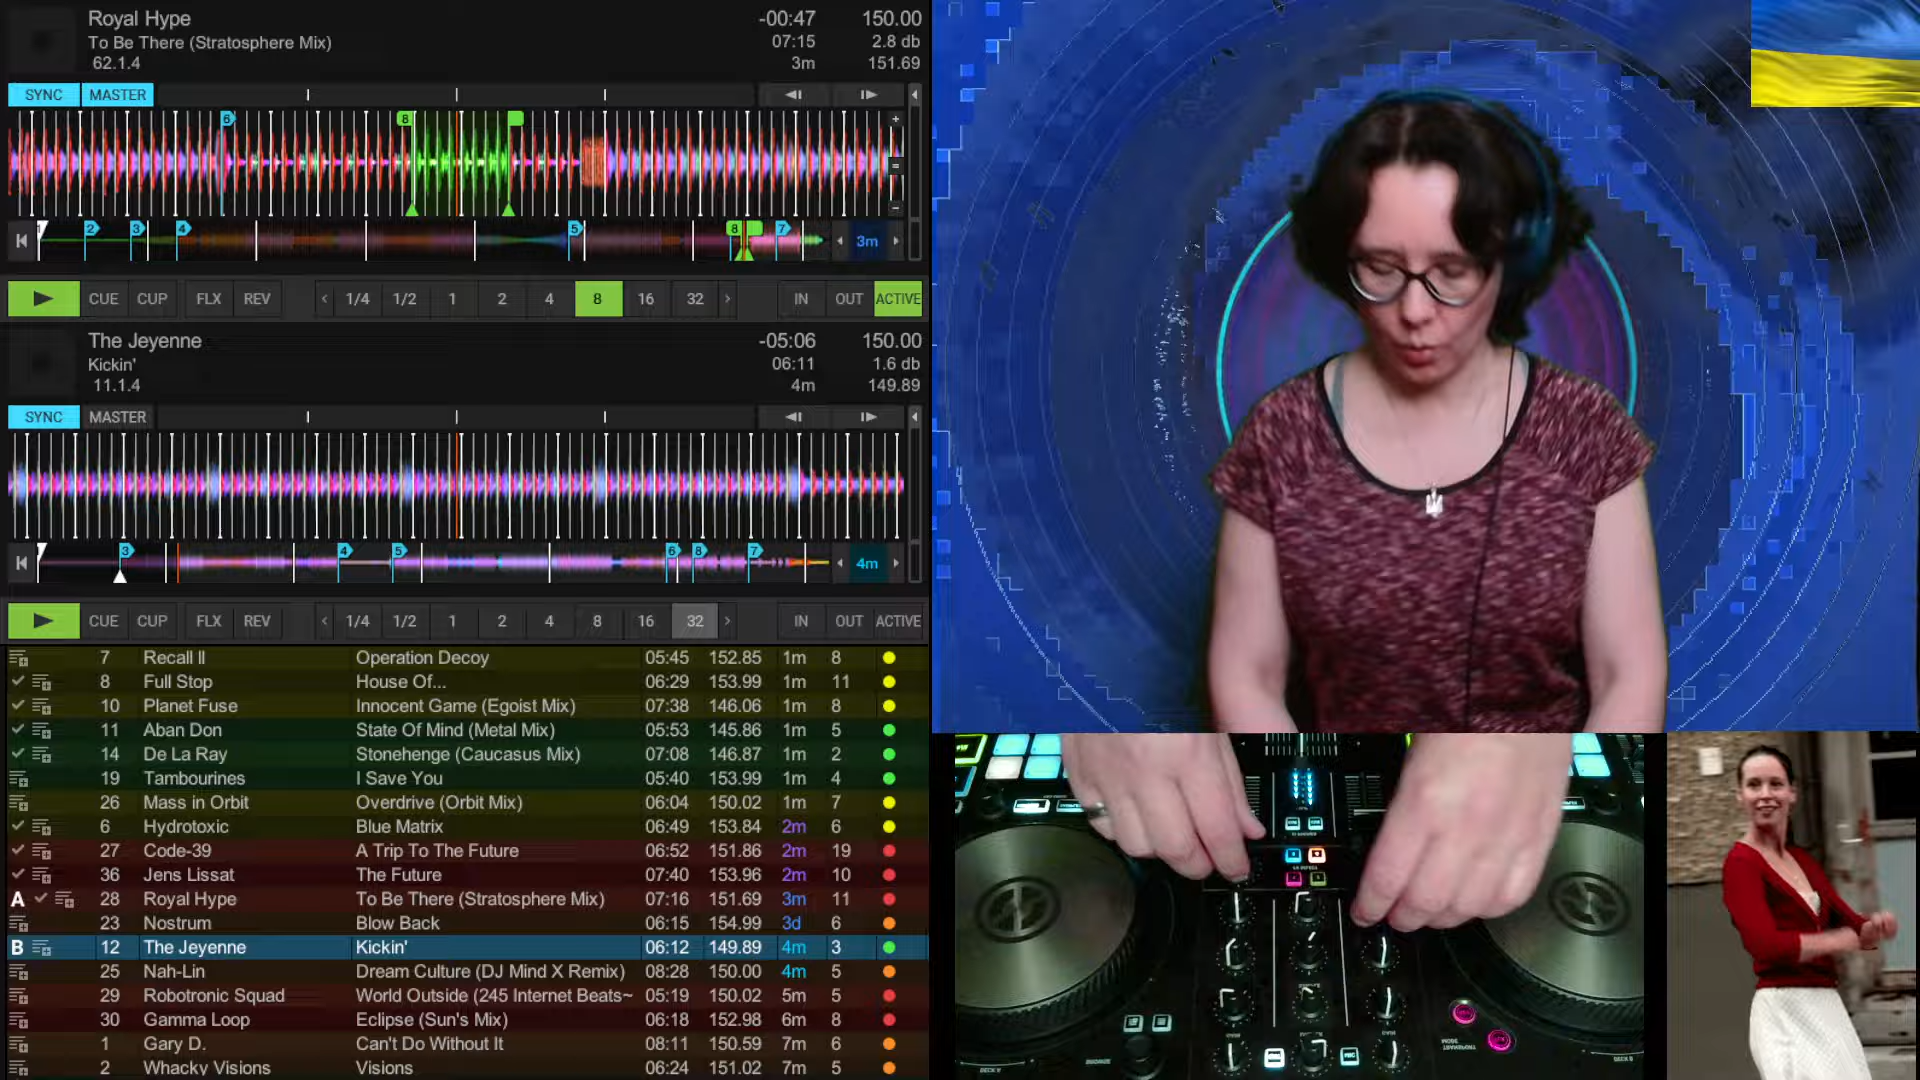 Royal Hype -00:47 150.00
To Be There (Stratosphere Mix) 07:15 2.8 db
62.1.4 3m 151.69
SYNC MASTER
6 8
1 2 3 4 5 8 7 3m
CUE CUP FLX REV 1/4 1/2 1 2 4 8 16 32 IN OUT ACTIVE
The Jeyenne -05:06 150.00
Kickin' 06:11 1.6 db
11.1.4 4m 149.89
SYNC MASTER
3 4 5 6 8 7 4m
CUE CUP FLX REV 1/4 1/2 1 2 4 8 16 32 IN OUT ACTIVE
7 Recall II Operation Decoy 05:45 152.85 1m 8
8 Full Stop House Of... 06:29 153.99 1m 11
10 Planet Fuse Innocent Game (Egoist Mix) 07:38 146.06 1m 8
11 Aban Don State Of Mind (Metal Mix) 05:53 145.86 1m 5
14 De La Ray Stonehenge (Caucasus Mix) 07:08 146.87 1m 2
19 Tambourines I Save You 05:40 153.99 1m 4
26 Mass in Orbit Overdrive (Orbit Mix) 06:04 150.02 1m 7
6 Hydrotoxic Blue Matrix 06:49 153.84 2m 6
27 Code-39 A Trip To The Future 06:52 151.86 2m 19
36 Jens Lissat The Future 07:40 153.96 2m 10
A 28 Royal Hype To Be There (Stratosphere Mix) 07:16 151.69 3m 11
23 Nostrum Blow Back 06:15 154.99 3d 6
B 12 The Jeyenne Kickin' 06:12 149.89 4m 3
25 Nah-Lin Dream Culture (DJ Mind X Remix) 08:28 150.00 4m 5
29 Robotronic Squad World Outside (245 Internet Beats~ 05:19 150.02 5m 5
30 Gamma Loop Eclipse (Sun's Mix) 06:18 152.98 6m 8
1 Gary D. Can't Do Without It 08:11 150.59 7m 6
2 Whacky Visions Visions 06:24 151.02 7m 5